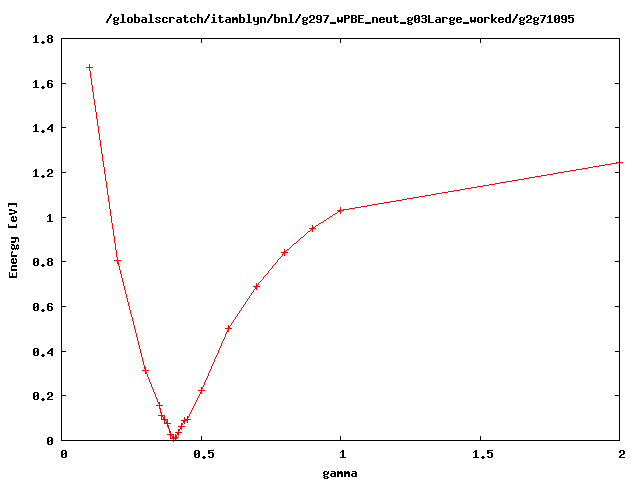 /globalscratch/itamblyn/bnl/g297_wPBE_neut_g03Large_worked/g2g71095
1.8
1.6
1.4
1.2
1
0.8
0.6
0.4
0.2
0
Energy [eV]
0 0.5 1 1.5 2
gamma